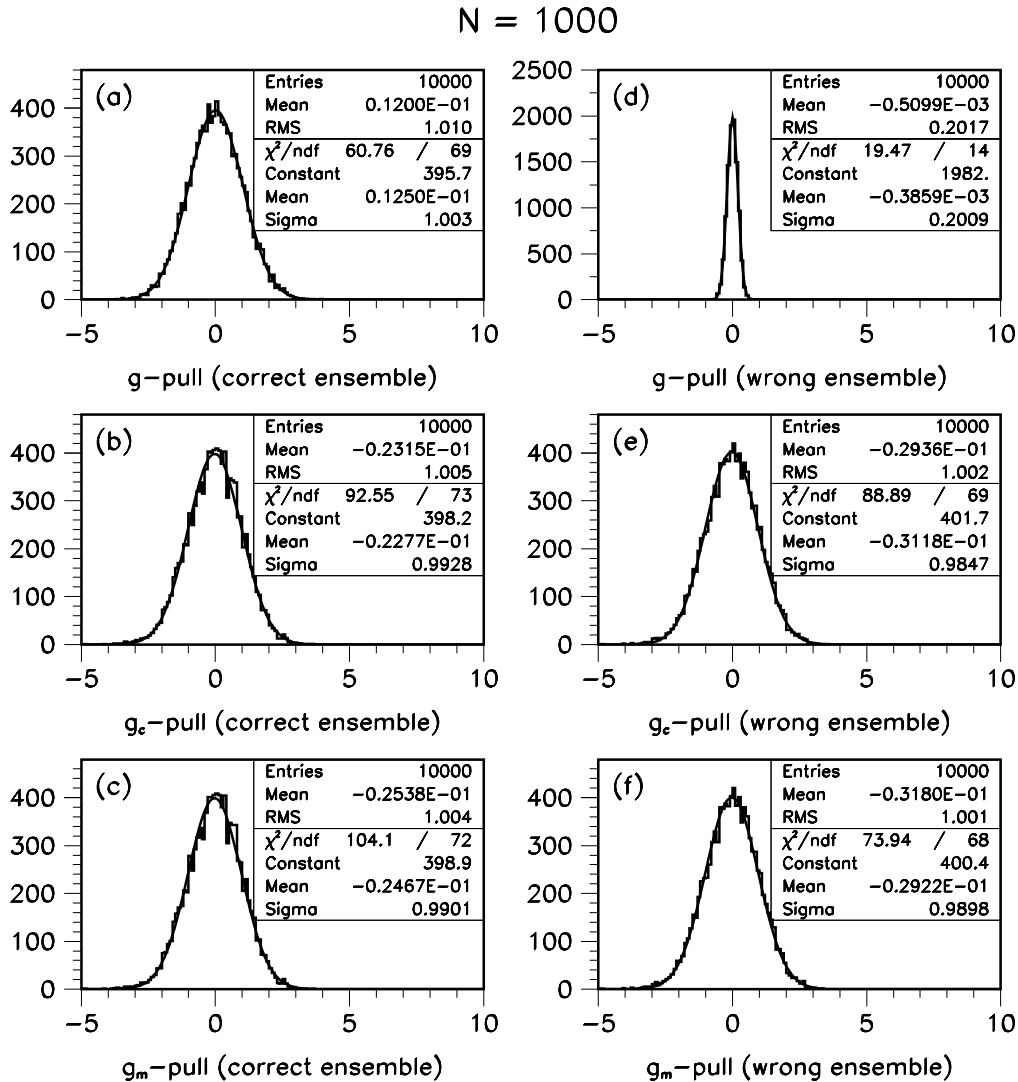 N = 1000
(a)
Entries 10000
Mean 0.1200E-01
RMS 1.010
χ²/ndf 60.76 / 69
Constant 395.7
Mean 0.1250E-01
Sigma 1.003
400
300
200
100
0
-5 0 5 10
g-pull (correct ensemble)
(d)
Entries 10000
Mean -0.5099E-03
RMS 0.2017
χ²/ndf 19.47 / 14
Constant 1982.
Mean -0.3859E-03
Sigma 0.2009
2500
2000
1500
1000
500
0
-5 0 5 10
g-pull (wrong ensemble)
(b)
Entries 10000
Mean -0.2315E-01
RMS 1.005
χ²/ndf 92.55 / 73
Constant 398.2
Mean -0.2277E-01
Sigma 0.9928
400
300
200
100
0
-5 0 5 10
g_c-pull (correct ensemble)
(e)
Entries 10000
Mean -0.2936E-01
RMS 1.002
χ²/ndf 88.89 / 69
Constant 401.7
Mean -0.3118E-01
Sigma 0.9847
400
300
200
100
0
-5 0 5 10
g_c-pull (wrong ensemble)
(c)
Entries 10000
Mean -0.2538E-01
RMS 1.004
χ²/ndf 104.1 / 72
Constant 398.9
Mean -0.2467E-01
Sigma 0.9901
400
300
200
100
0
-5 0 5 10
g_m-pull (correct ensemble)
(f)
Entries 10000
Mean -0.3180E-01
RMS 1.001
χ²/ndf 73.94 / 68
Constant 400.4
Mean -0.2922E-01
Sigma 0.9898
400
300
200
100
0
-5 0 5 10
g_m-pull (wrong ensemble)